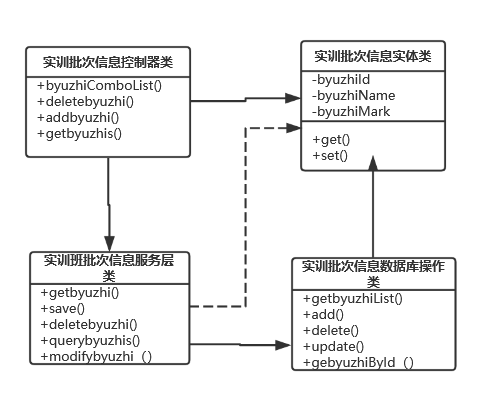 实训批次信息控制器类
+byuzhiComboList()
+deletebyuzhi()
+addbyuzhi()
+getbyuzhis()
实训批次信息实体类
-byuzhiId
-byuzhiName
-byuzhiMark
+get()
+set()
实训班批次信息服务层
类
+getbyuzhi()
+save()
+deletebyuzhi()
+querybyuzhis()
+modifybyuzhi（）
实训批次信息数据库操作
类
+getbyuzhiList()
+add()
+delete()
+update()
+gebyuzhiById（）